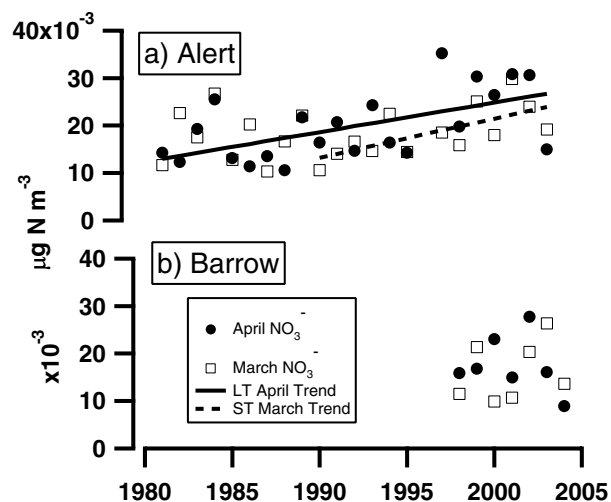 40x10-3
a) Alert
30
20
10
0
µg N m-3
b) Barrow
40
30
20
10
0
x10-3
April NO3-
March NO3-
LT April Trend
ST March Trend
1980 1985 1990 1995 2000 2005